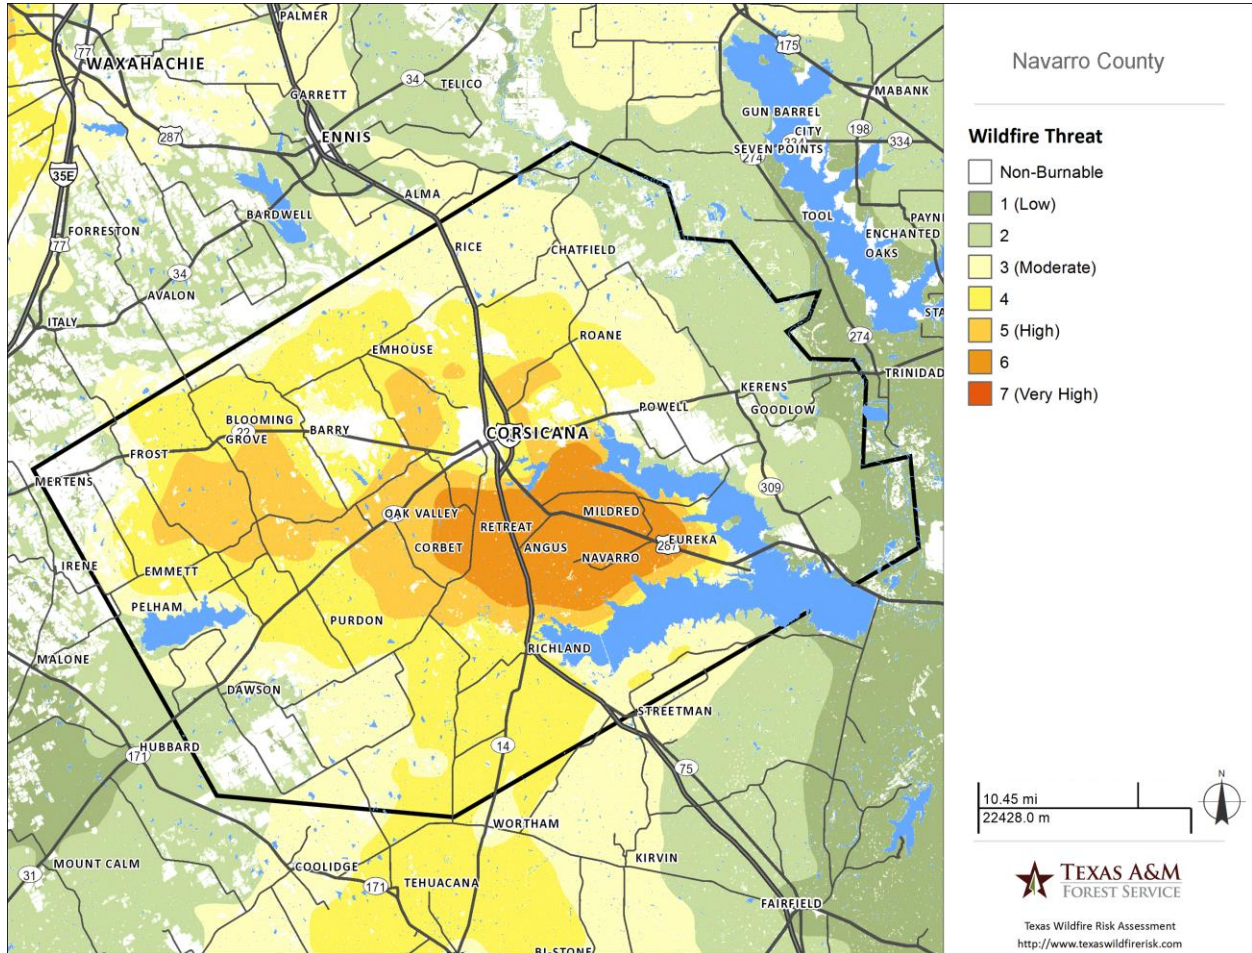 PALMER
77
WAXAHACHIE
34
TELICO
GARRETT
287
ENNIS
35E
175
MABANK
GUN BARREL
CITY
198
334
334
SEVEN POINTS
274
ALMA
BARDWELL
77
FORRESTON
RICE
CHATFIELD
TOOL
ENCHANTED
OAKS
34
AVALON
ITALY
EMHOUSE
ROANE
274
TRINIDAD
KERENS
GOODLOW
POWELL
BLOOMING
GROVE
22
BARRY
CORSICANA
FROST
MERTENS
309
OAK VALLEY
MILDRED
RETREAT
CORBET
ANGUS
EUREKA
287
NAVARRO
IRENE
EMMETT
PELHAM
PURDON
RICHLAND
MALONE
DAWSON
STREETMAN
HUBBARD
171
14
75
WORTHAM
KIRVIN
MOUNT CALM
31
COOLIDGE
171
TEHUACANA
FAIRFIELD
Navarro County
Wildfire Threat
Non-Burnable
1 (Low)
2
3 (Moderate)
4
5 (High)
6
7 (Very High)
N
10.45 mi
22428.0 m
TEXAS A&M
FOREST SERVICE
Texas Wildfire Risk Assessment
http://www.texaswildfirerisk.com